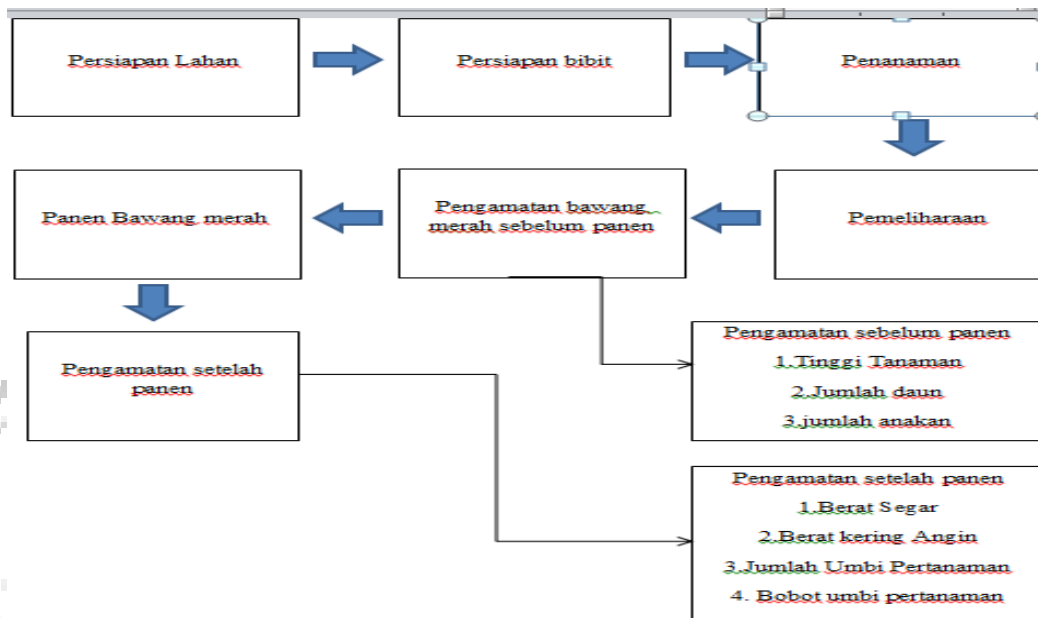 Persiapan Lahan
Persiapan bibit
Penanaman
Pemeliharaan
Pengamatan bawang
merah sebelum panen
Panen Bawang merah
Pengamatan setelah
panen
Pengamatan sebelum panen
1.Tinggi Tanaman
2.Jumlah daun
3.jumlah anakan
Pengamatan setelah panen
1.Berat Segar
2.Berat kering Angin
3.Jumlah Umbi Pertanaman
4. Bobot umbi pertanaman